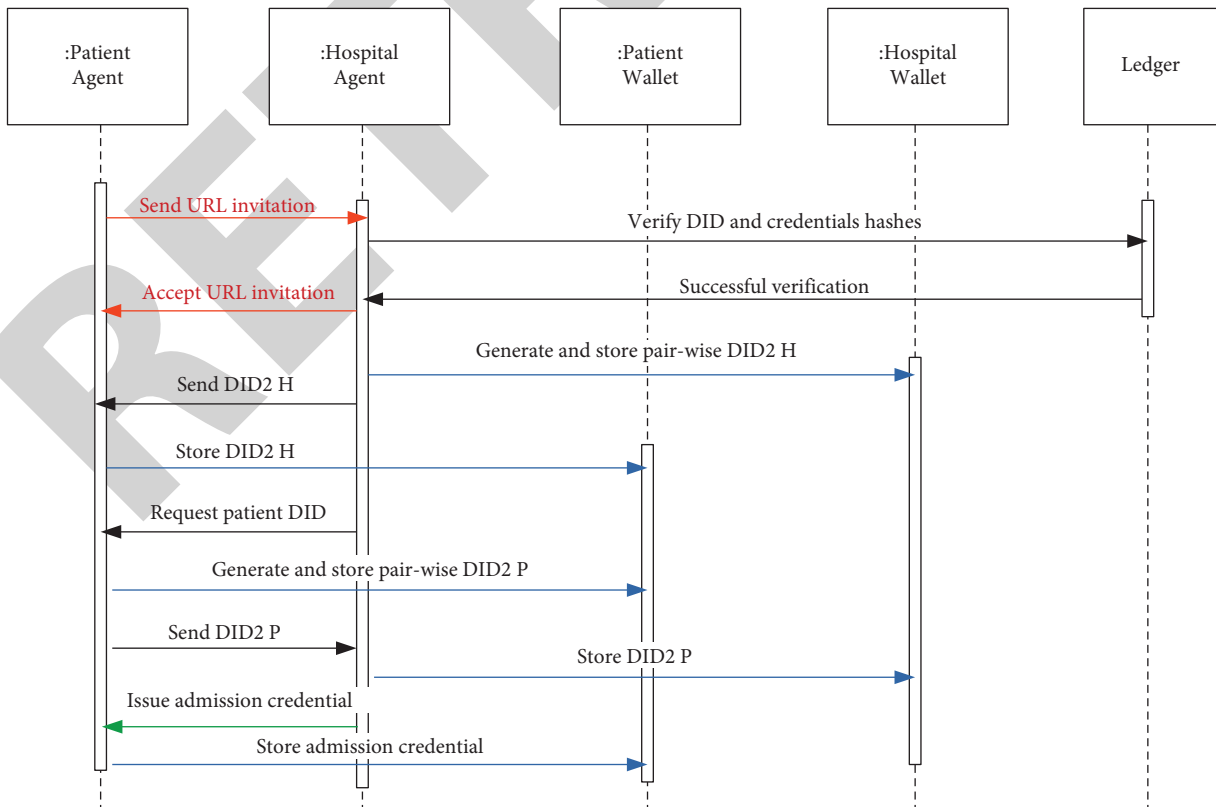 :Patient
Agent
:Hospital
Agent
:Patient
Wallet
:Hospital
Wallet
Ledger
Send URL invitation
Verify DID and credentials hashes
Successful verification
Accept URL invitation
Generate and store pair-wise DID2 H
Send DID2 H
Store DID2 H
Request patient DID
Generate and store pair-wise DID2 P
Send DID2 P
Store DID2 P
Issue admission credential
Store admission credential